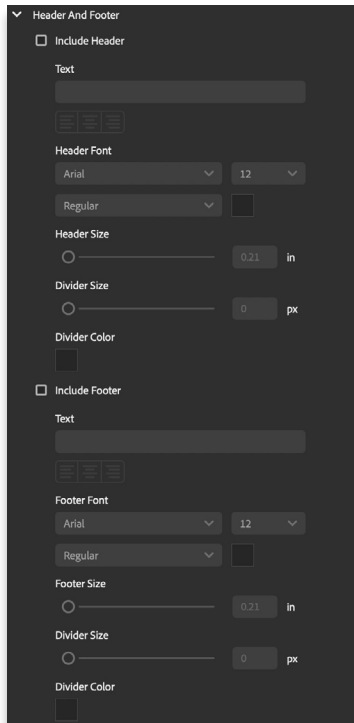 Header And Footer
Include Header
Text
Header Font
Arial 12
Regular
Header Size
0.21 in
Divider Size
0 px
Divider Color
Include Footer
Text
Footer Font
Arial 12
Regular
Footer Size
0.21 in
Divider Size
0 px
Divider Color